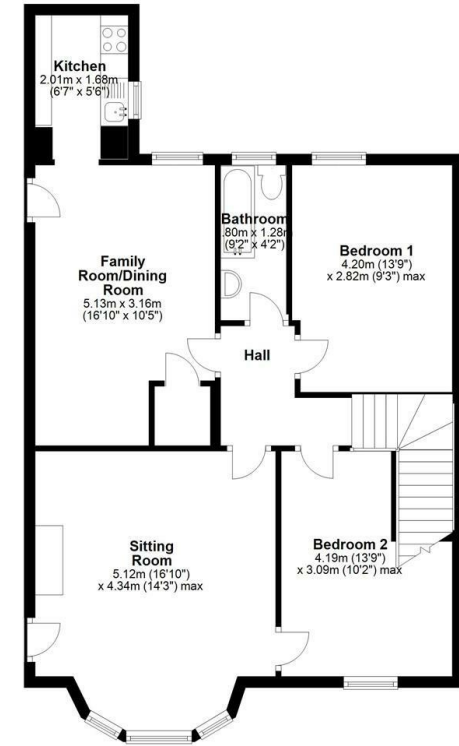 Kitchen
2.01m x 1.68m
(6'7" x 5'6")
Bathroom
.80m x 1.28m
(9'2" x 4'2")
Bedroom 1
4.20m (13'9")
x 2.82m (9'3") max
Family
Room/Dining
Room
5.13m x 3.16m
(16'10" x 10'5")
Hall
Sitting
Room
5.12m (16'10")
x 4.34m (14'3") max
Bedroom 2
4.19m (13'9")
x 3.09m (10'2") max